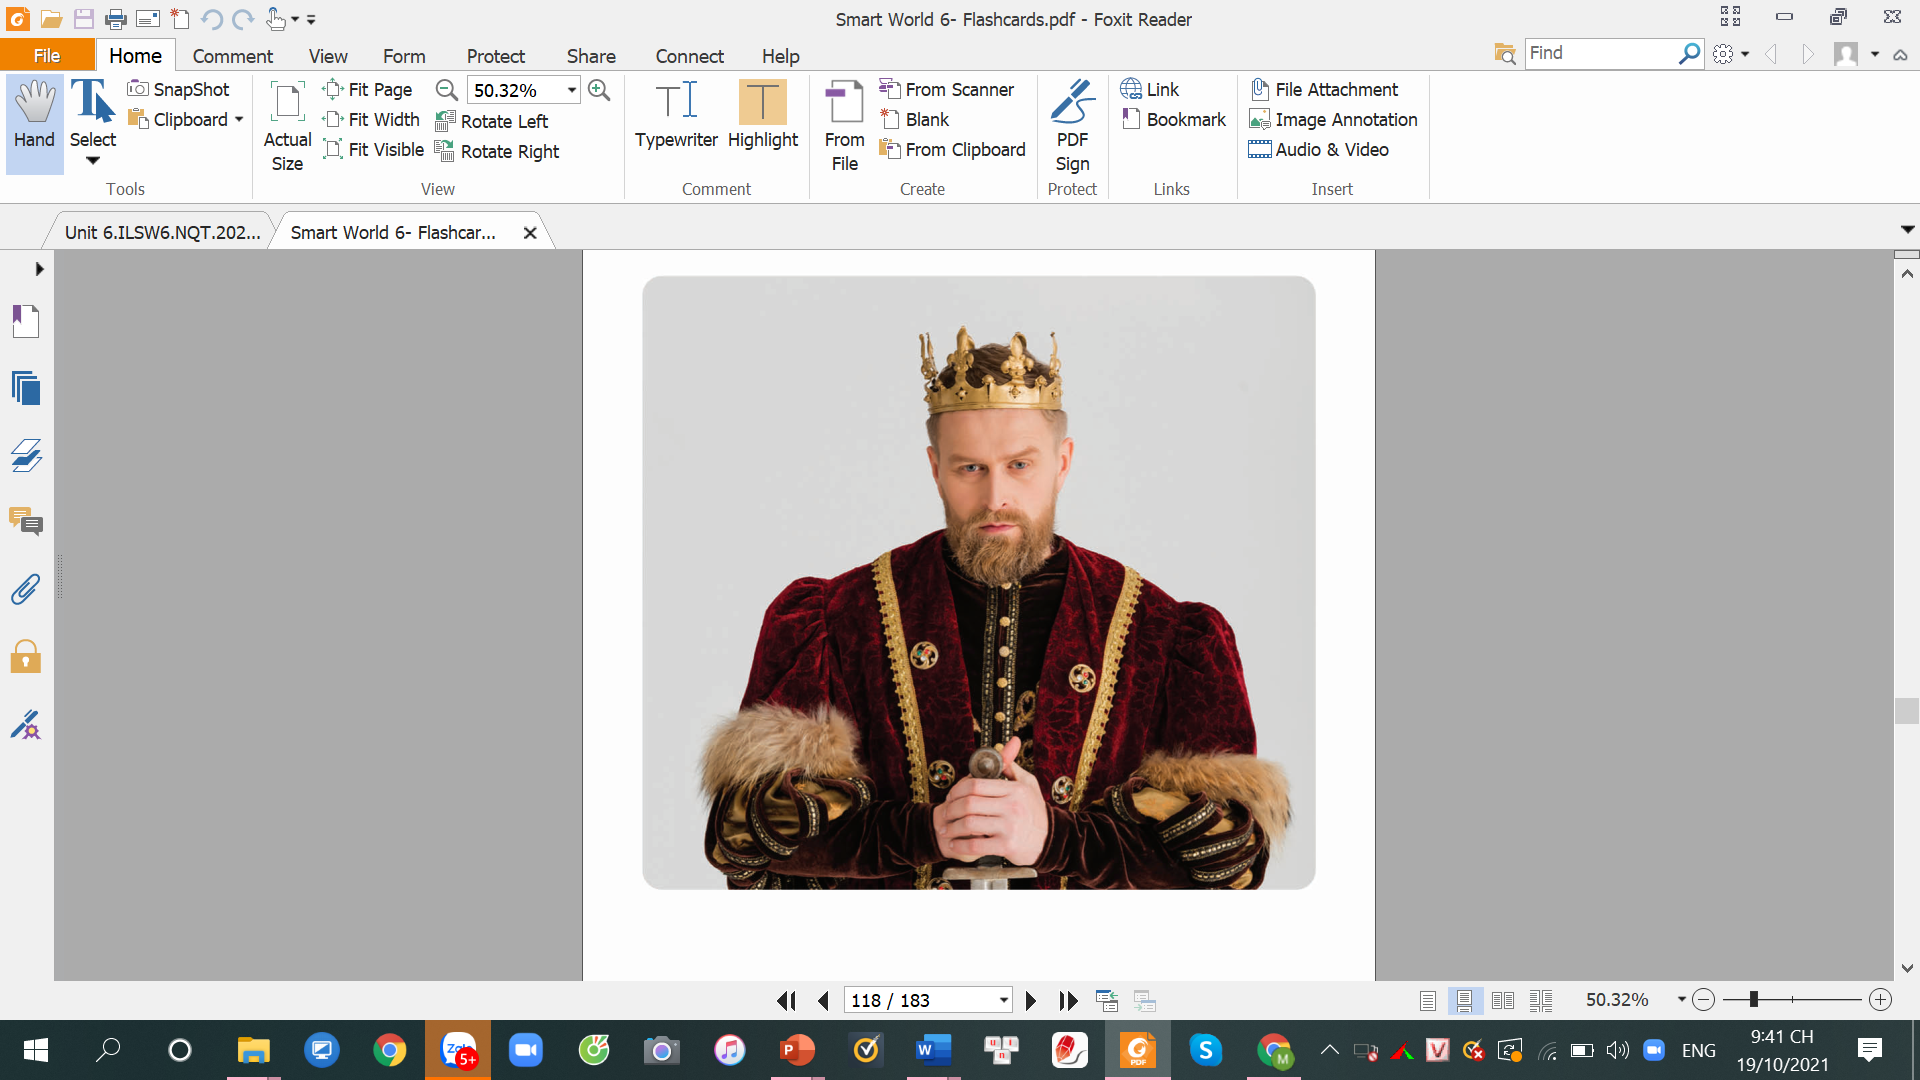 Smart World 6- Flashcards.pdf - Foxit Reader
File
Home
Comment
View
Form
Protect
Share
Connect
Help
Find
Hand
Select
SnapShot
Clipboard
Tools
Actual
Size
Fit Page
Fit Width
Fit Visible
50.32%
Rotate Left
Rotate Right
View
Typewriter
Highlight
Comment
From
File
From Scanner
Blank
From Clipboard
Create
PDF
Sign
Protect
Link
Bookmark
Links
File Attachment
Image Annotation
Audio & Video
Insert
Unit 6.ILSW6.NQT.202...
Smart World 6- Flashcar...
118 / 183
50.32%
5+
ENG
9:41 CH
19/10/2021